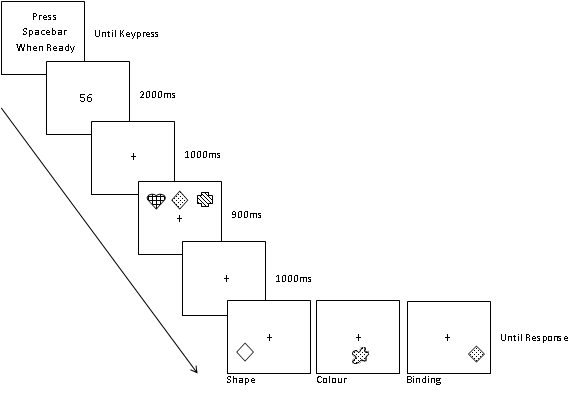 Press
Spacebar
When Ready
Until Keypress
56
2000ms
+
1000ms
+
900ms
+
1000ms
+
+
+
Until Response
Shape
Colour
Binding